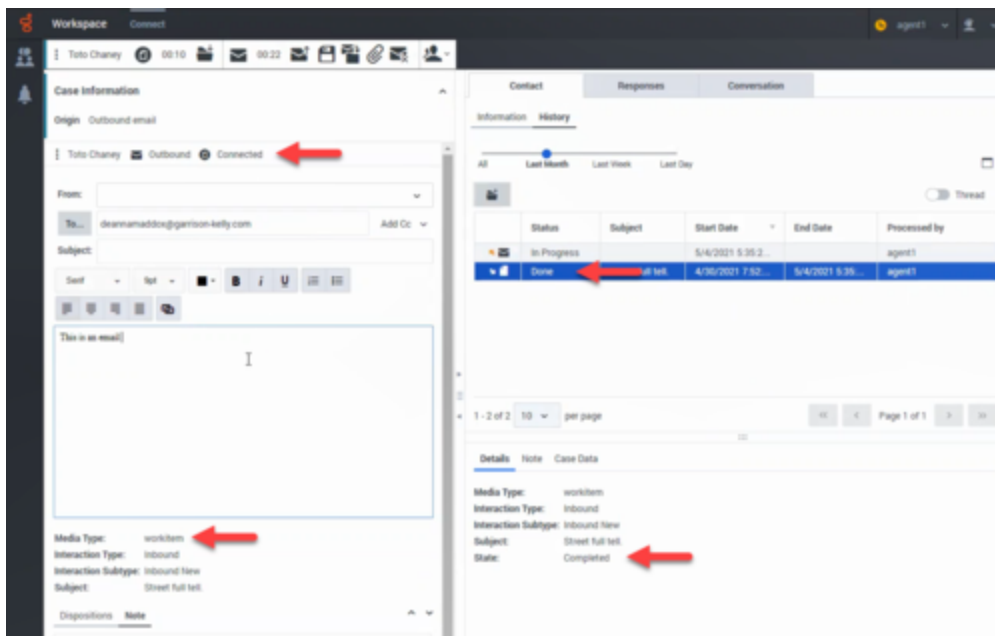 Workspace Connect agent1
Toto Chaney 00:10 00:22
Case Information
Origin Outbound email
Toto Chaney Outbound Connected
From:
To... deannamaddox@garrison-kelly.com Add Cc
Subject:
Serif 9pt B i U
This is an email
Media Type: workitem
Interaction Type: Inbound
Interaction Subtype: Inbound New
Subject: Street full tell.
Dispositions Note
Contact Responses Conversation
Information History
All Last Month Last Week Last Day
Thread
Status Subject Start Date End Date Processed by
In Progress 5/4/2021 5:35:2... agent1
Done full tell. 4/30/2021 7:52... 5/4/2021 5:35:... agent1
1 - 2 of 2 10 per page Page 1 of 1
Details Note Case Data
Media Type: workitem
Interaction Type: Inbound
Interaction Subtype: Inbound New
Subject: Street full tell.
State: Completed